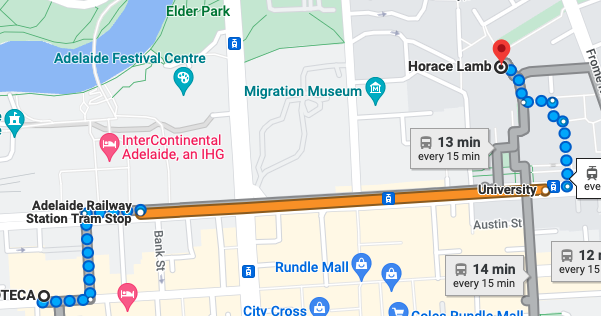 Elder Park
Adelaide Festival Centre
Horace Lamb
Migration Museum
InterContinental
Adelaide, an IHG
13 min
every 15 min
Adelaide Railway
Station Tram Stop
University
Bank St
Austin St
Rundle Mall
14 min
every 15 min
12
every 15
OTECA
City Cross
Coles Rundle Mall